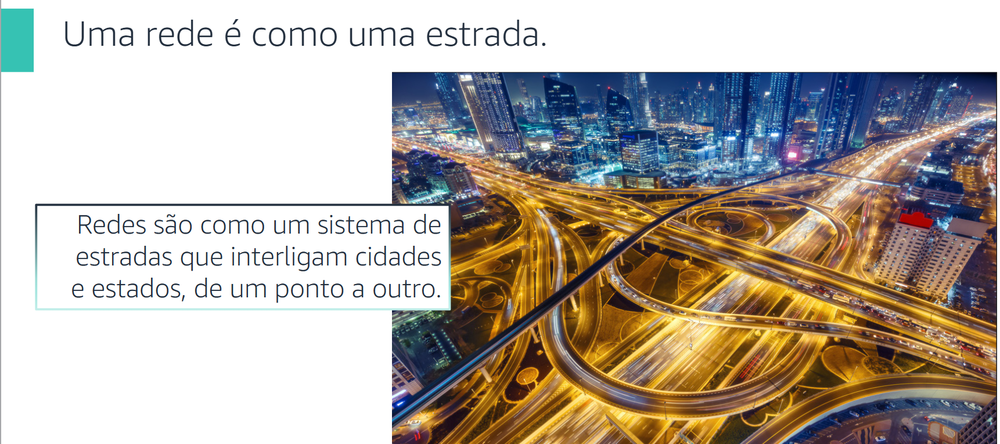 Uma rede é como uma estrada.
Redes são como um sistema de
estradas que interligam cidades
e estados, de um ponto a outro.